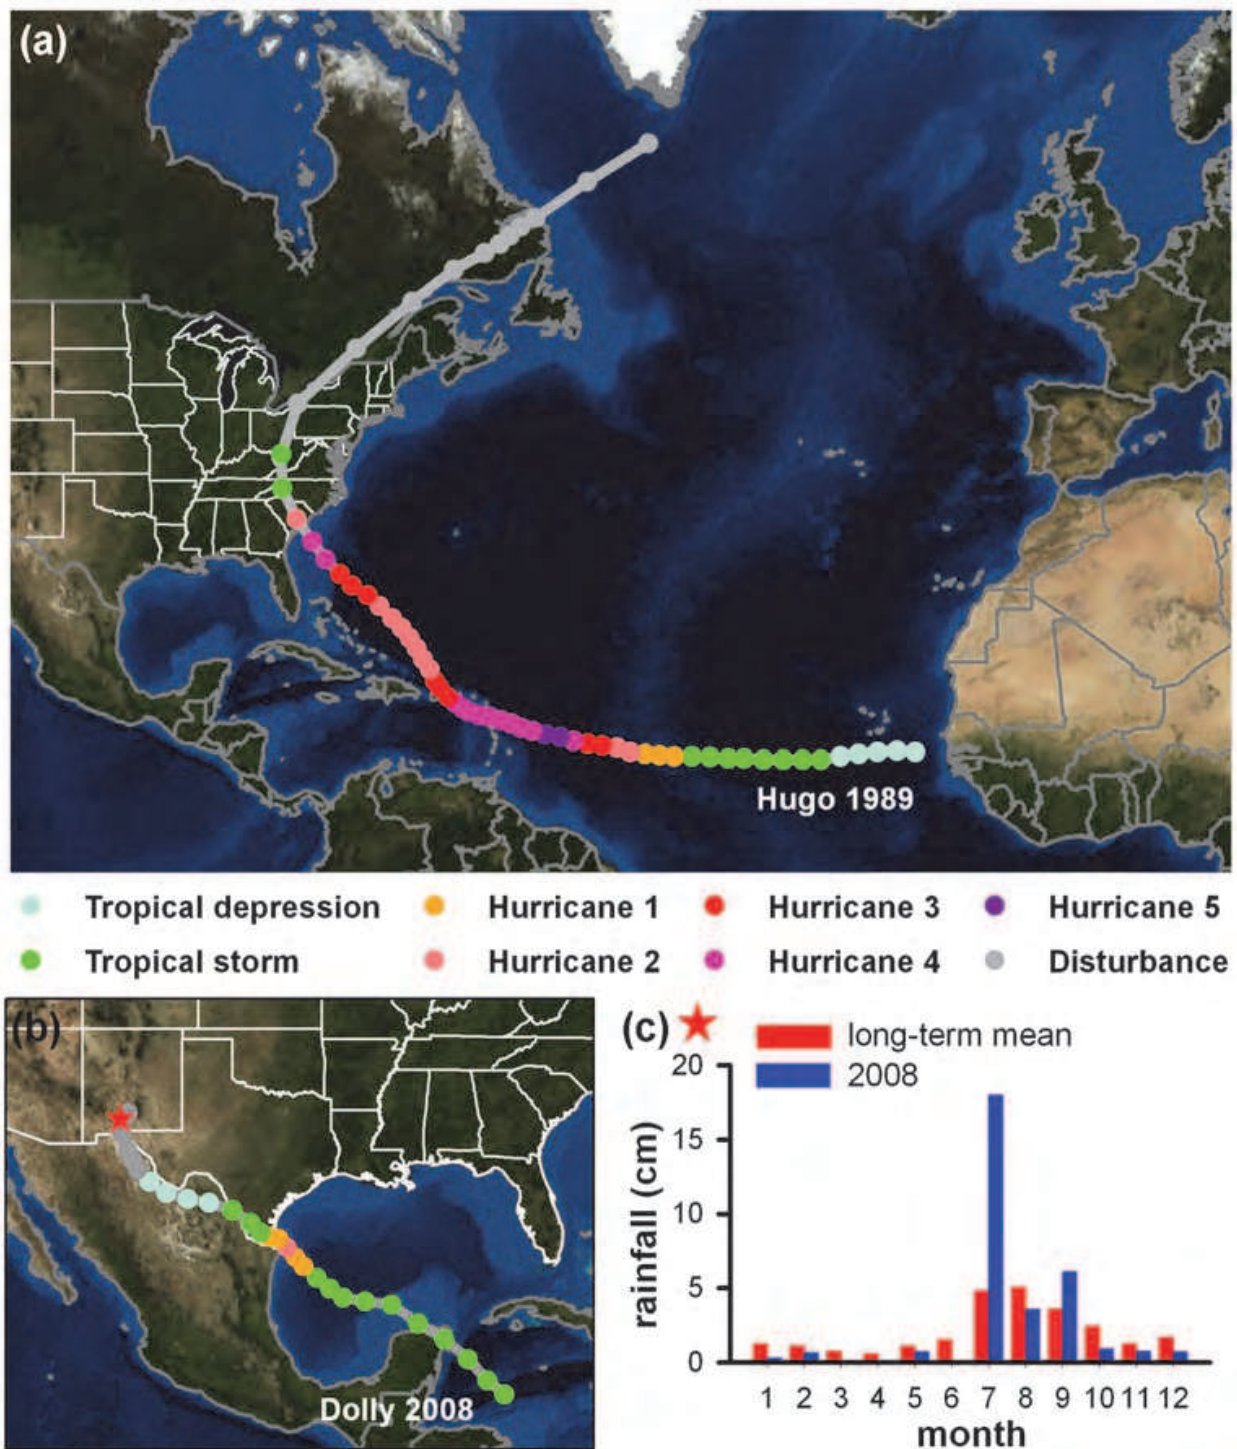 (a)
Hugo 1989
Tropical depression
Hurricane 1
Hurricane 3
Hurricane 5
Tropical storm
Hurricane 2
Hurricane 4
Disturbance
(b)
Dolly 2008
(c)
long-term mean
2008
20
15
10
5
0
rainfall (cm)
1 2 3 4 5 6 7 8 9 10 11 12
month